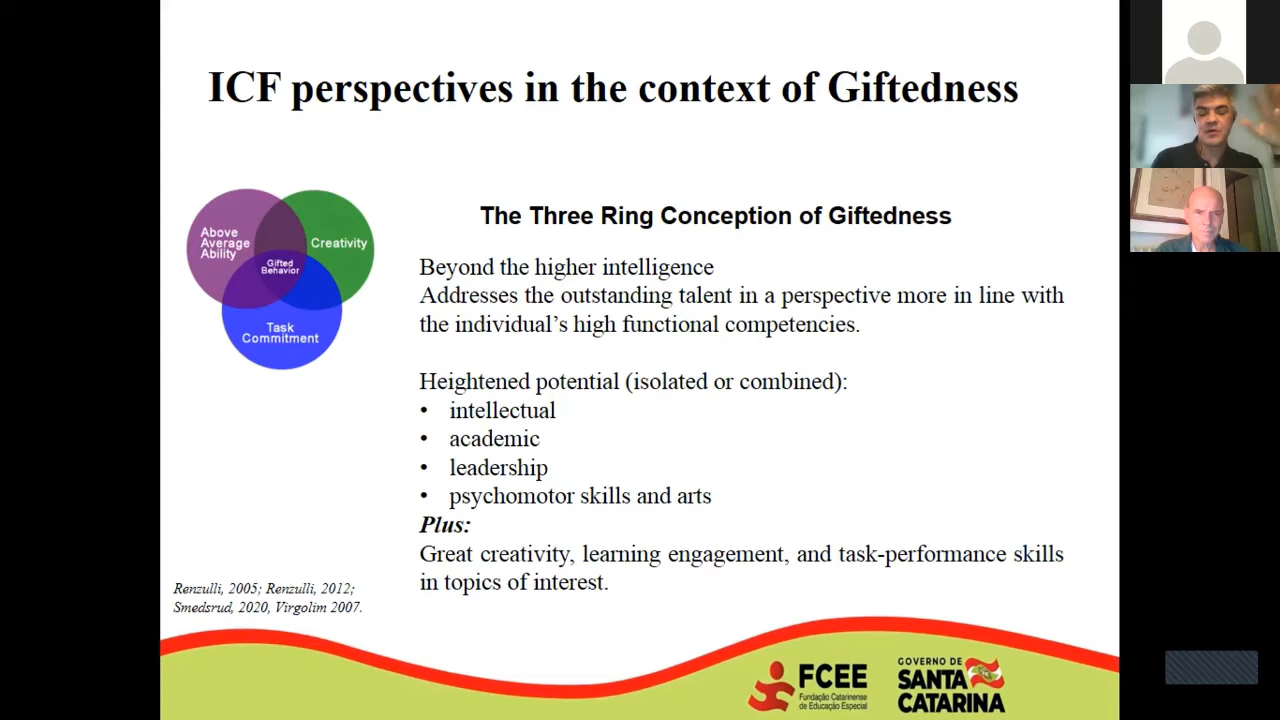 ICF perspectives in the context of Giftedness
Above
Average
Ability
Creativity
Gifted
Behavior
Task
Commitment
The Three Ring Conception of Giftedness
Beyond the higher intelligence
Addresses the outstanding talent in a perspective more in line with
the individual's high functional competencies.
Heightened potential (isolated or combined):
• intellectual
• academic
• leadership
• psychomotor skills and arts
Plus:
Great creativity, learning engagement, and task-performance skills
in topics of interest.
Renzulli, 2005; Renzulli, 2012;
Smedsrud, 2020, Virgolim 2007.
FCEE
Fundação Catarinense
de Educação Especial
GOVERNO DE
SANTA
CATARINA